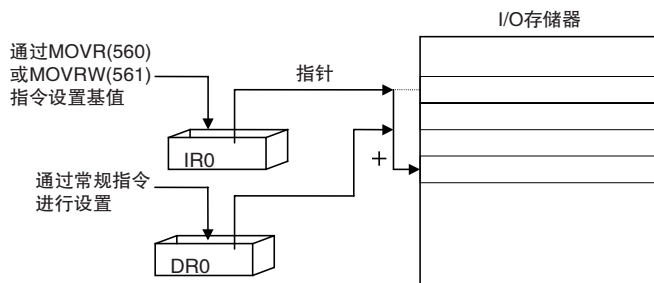 I/O存储器
通过MOVR(560)
或MOVRW(561)
指令设置基值
指针
IR0
+
通过常规指令
进行设置
DR0